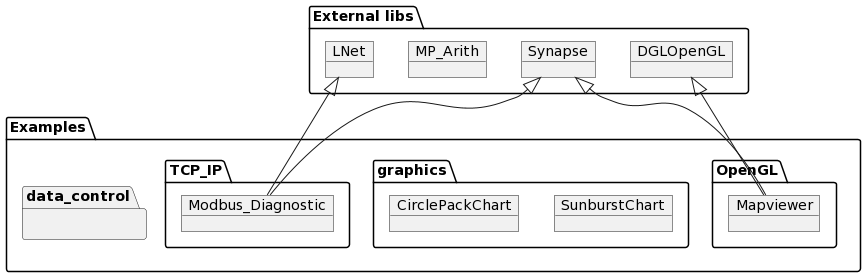 External libs
LNet
MP_Arith
Synapse
DGLOpenGL
Examples
TCP_IP
graphics
OpenGL
data_control
Modbus_Diagnostic
CirclePackChart
SunburstChart
Mapviewer